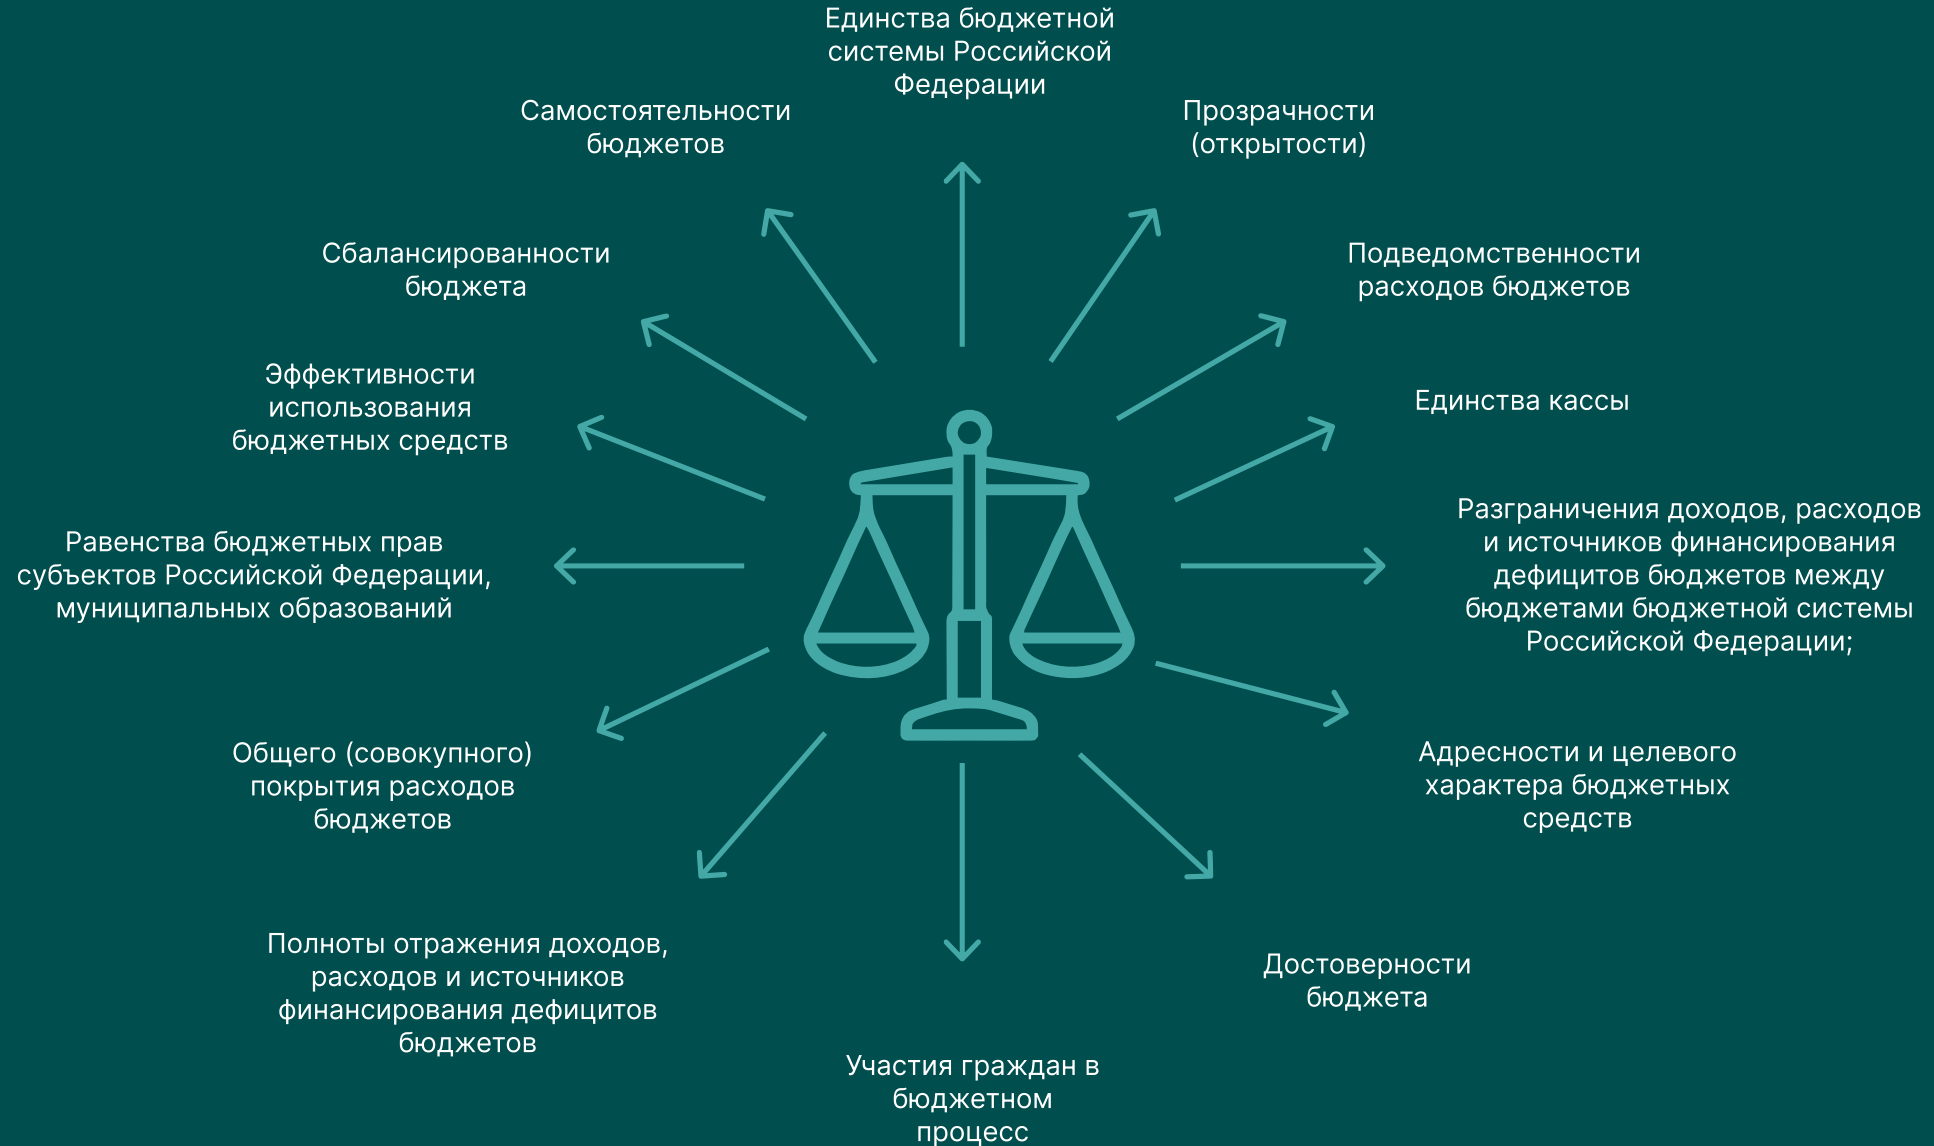 Единства бюджетной
системы Российской
Федерации
Самостоятельности
бюджетов
Прозрачности
(открытости)
Сбалансированности
бюджета
Подведомственности
расходов бюджетов
Эффективности
использования
бюджетных средств
Единства кассы
Равенства бюджетных прав
субъектов Российской Федерации,
муниципальных образований
Разграничения доходов, расходов
и источников финансирования
дефицитов бюджетов между
бюджетами бюджетной системы
Российской Федерации;
Общего (совокупного)
покрытия расходов
бюджетов
Адресности и целевого
характера бюджетных
средств
Полноты отражения доходов,
расходов и источников
финансирования дефицитов
бюджетов
Достоверности
бюджета
Участия граждан в
бюджетном
процесс